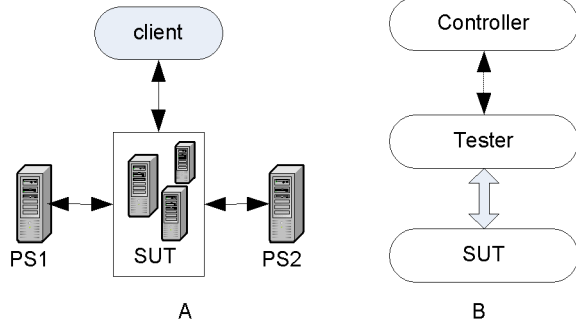 client
Controller
Tester
PS1
SUT
PS2
SUT
A
B